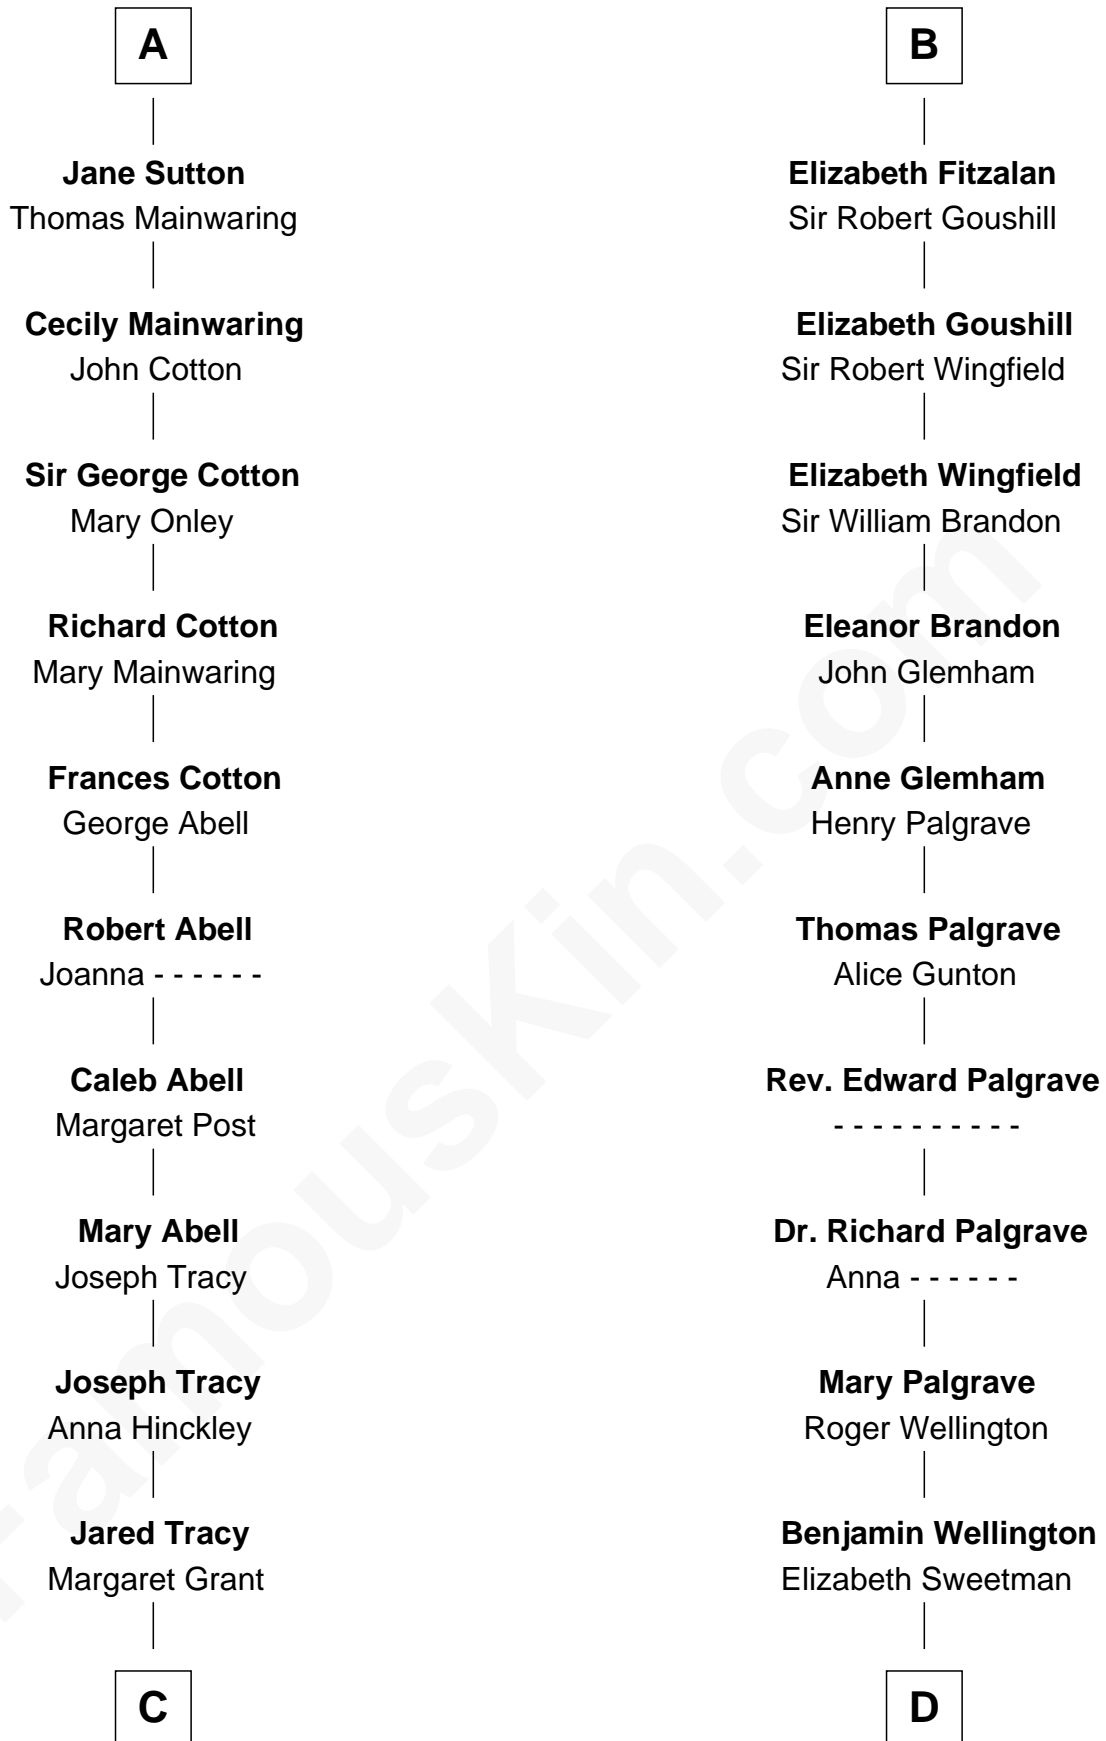 A
Jane Sutton
Thomas Mainwaring
Cecily Mainwaring
John Cotton
Sir George Cotton
Mary Onley
Richard Cotton
Mary Mainwaring
Frances Cotton
George Abell
Robert Abell
Joanna - - - - - -
Caleb Abell
Margaret Post
Mary Abell
Joseph Tracy
Joseph Tracy
Anna Hinckley
Jared Tracy
Margaret Grant
C
B
Elizabeth Fitzalan
Sir Robert Goushill
Elizabeth Goushill
Sir Robert Wingfield
Elizabeth Wingfield
Sir William Brandon
Eleanor Brandon
John Glemham
Anne Glemham
Henry Palgrave
Thomas Palgrave
Alice Gunton
Rev. Edward Palgrave
- - - - - - - - - -
Dr. Richard Palgrave
Anna - - - - - -
Mary Palgrave
Roger Wellington
Benjamin Wellington
Elizabeth Sweetman
D
FamousKin.com